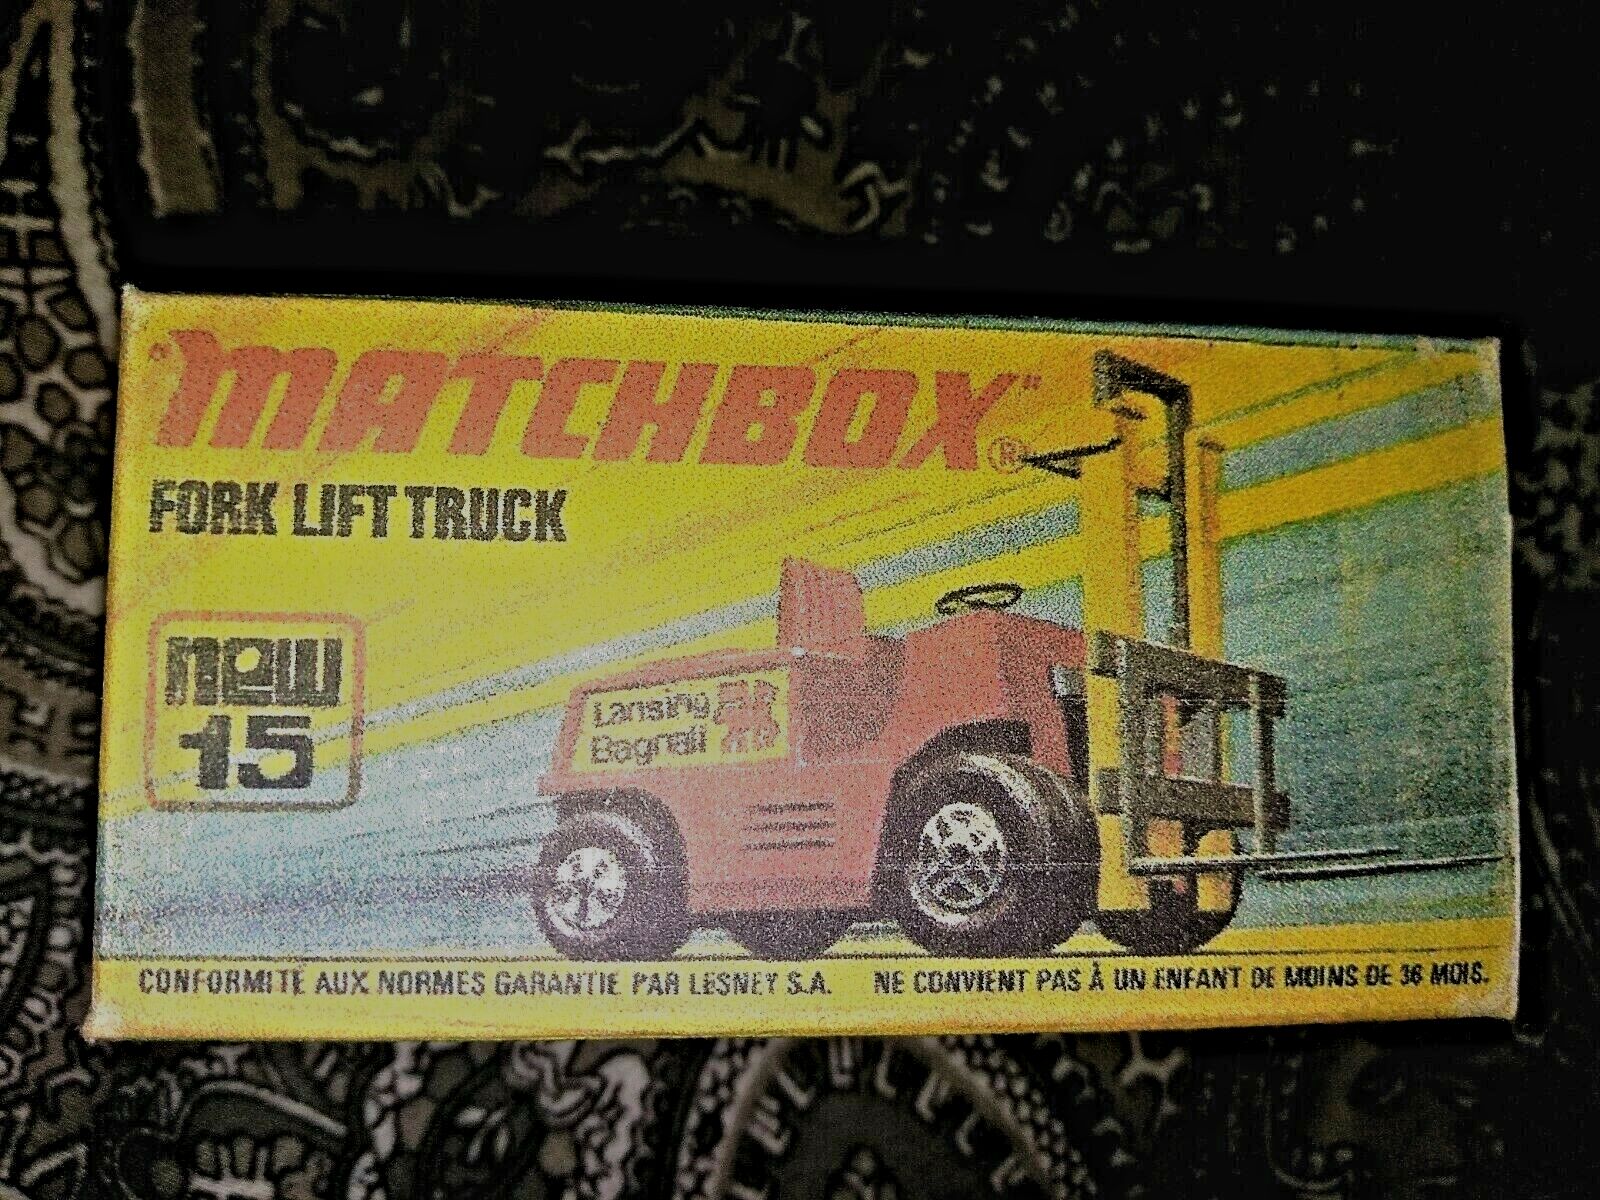 "MATCHBOX"®
FORK LIFT TRUCK
new
15
Lansing
Bagnall
CONFORMITE AUX NORMES GARANTIE PAR LESNEY S.A. NE CONVIENT PAS À UN ENFANT DE MOINS DE 36 MOIS.